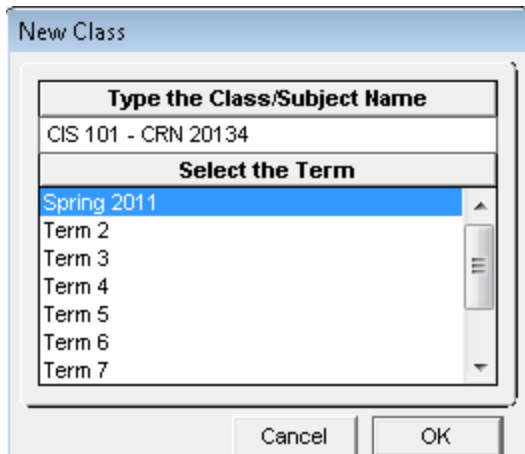 New Class
Type the Class/Subject Name
CIS 101 - CRN 20134
Select the Term
Spring 2011
Term 2
Term 3
Term 4
Term 5
Term 6
Term 7
Cancel OK